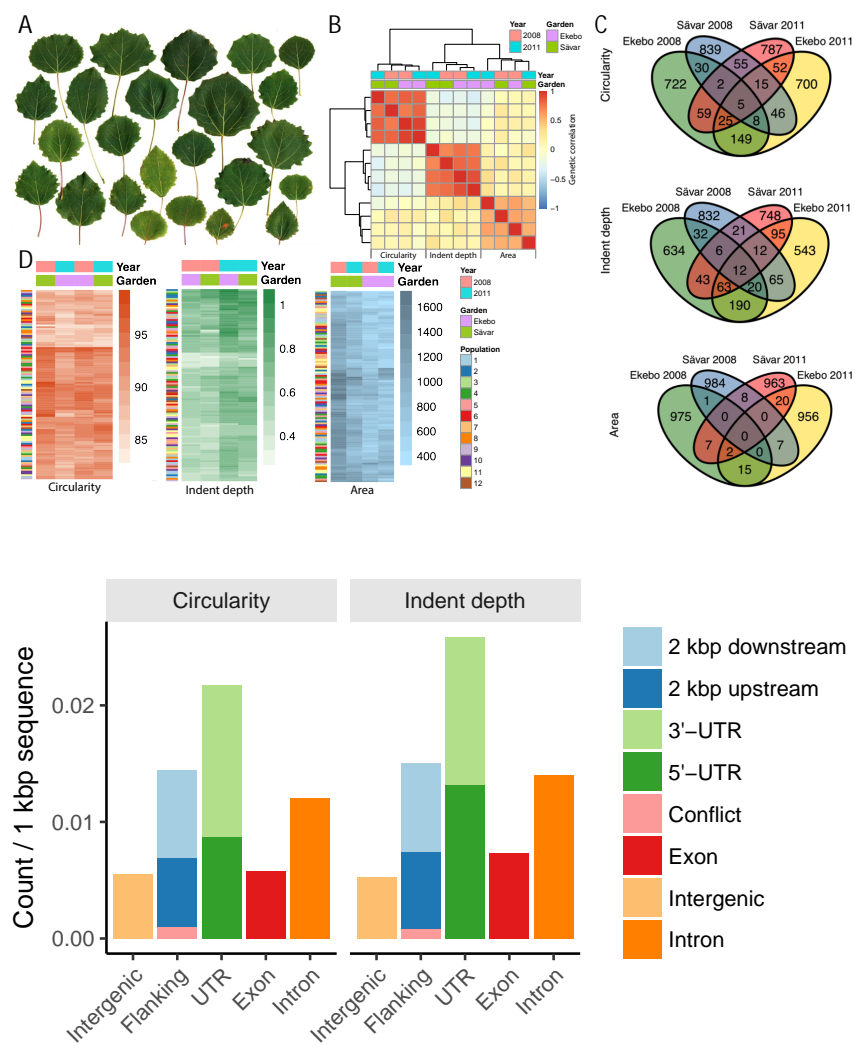 A
B
Year
2008
2011
Garden
Ekebo
Sävar
Year
Garden
1
0.5
0
−0.5
−1
Genetic correlation
Circularity
Indent depth
Area
C
Circularity
Ekebo 2008
Sävar 2008
Sävar 2011
Ekebo 2011
722
839
787
700
30
55
52
2
15
5
59
25
8
46
149
Indent depth
Ekebo 2008
Sävar 2008
Sävar 2011
Ekebo 2011
634
832
748
543
32
21
95
6
12
12
43
63
20
65
190
Area
Ekebo 2008
Sävar 2008
Sävar 2011
Ekebo 2011
975
984
963
956
1
8
20
0
0
0
7
2
0
7
15
D
Year
Garden
95
90
85
Circularity
Year
Garden
1
0.8
0.6
0.4
Indent depth
Year
Garden
1600
1400
1200
1000
800
600
400
Area
Year
2008
2011
Garden
Ekebo
Sävar
Population
1
2
3
4
5
6
7
8
9
10
11
12
Circularity
Indent depth
Count / 1 kbp sequence
0.02
0.01
0.00
Intergenic
Flanking
UTR
Exon
Intron
Intergenic
Flanking
UTR
Exon
Intron
2 kbp downstream
2 kbp upstream
3'−UTR
5'−UTR
Conflict
Exon
Intergenic
Intron